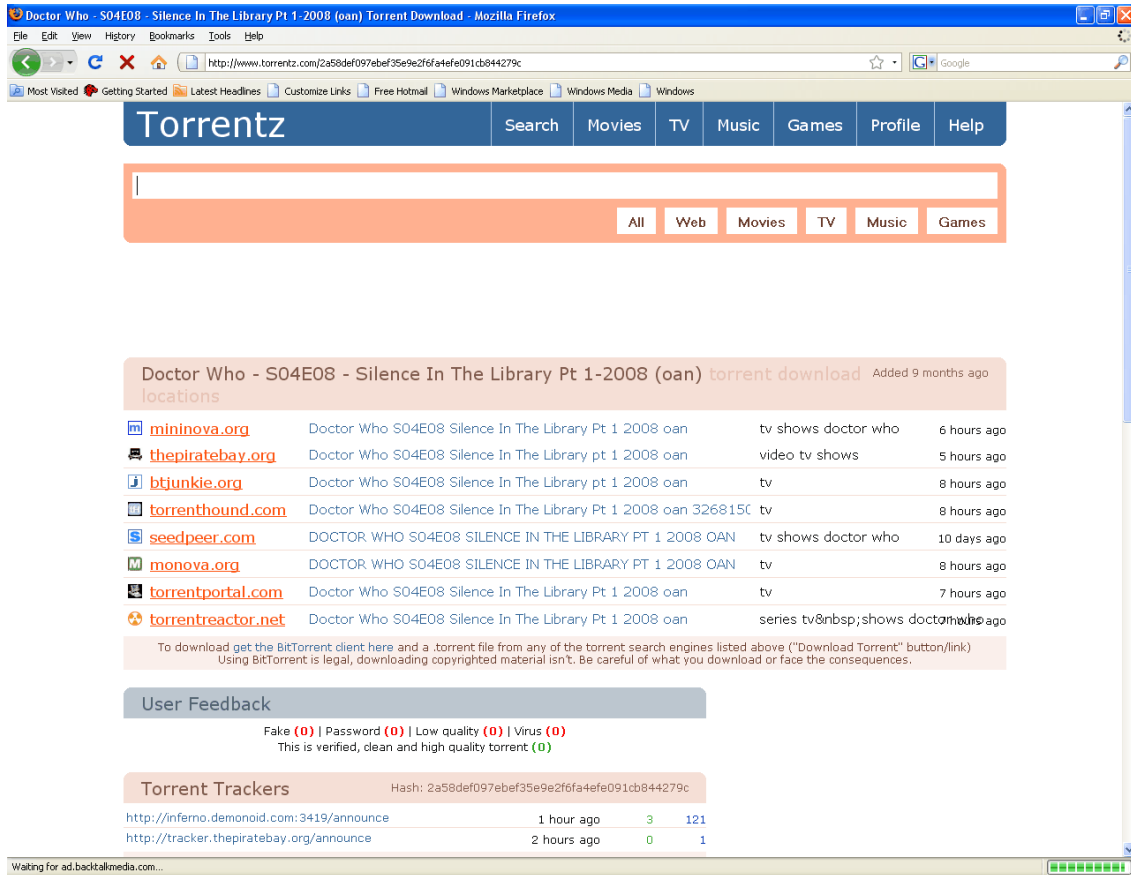 Doctor Who - S04E08 - Silence In The Library Pt 1-2008 (oan) Torrent Download - Mozilla Firefox
File Edit View History Bookmarks Tools Help
http://www.torrentz.com/2a58def097ebef35e9e2f6fa4efe091cb844279c
G Google
Most Visited Getting Started Latest Headlines Customize Links Free Hotmail Windows Marketplace Windows Media Windows
Torrentz Search Movies TV Music Games Profile Help
All Web Movies TV Music Games
Doctor Who - S04E08 - Silence In The Library Pt 1-2008 (oan) torrent download Added 9 months ago
locations
m mininova.org Doctor Who S04E08 Silence In The Library Pt 1 2008 oan tv shows doctor who 6 hours ago
thepiratebay.org Doctor Who S04E08 Silence In The Library pt 1 2008 oan video tv shows 5 hours ago
j btjunkie.org Doctor Who S04E08 Silence In The Library pt 1 2008 oan tv 8 hours ago
torrenthound.com Doctor Who S04E08 Silence In The Library pt 1 2008 oan 3268150 tv 8 hours ago
S seedpeer.com DOCTOR WHO S04E08 SILENCE IN THE LIBRARY PT 1 2008 OAN tv shows doctor who 10 days ago
M monova.org DOCTOR WHO S04E08 SILENCE IN THE LIBRARY PT 1 2008 OAN tv 8 hours ago
torrentportal.com Doctor Who S04E08 Silence In The Library Pt 1 2008 oan tv 7 hours ago
torrentreactor.net Doctor Who S04E08 Silence In The Library Pt 1 2008 oan series tv&nbsp;shows doctor who 7 hours ago
To download get the BitTorrent client here and a .torrent file from any of the torrent search engines listed above ("Download Torrent" button/link)
Using BitTorrent is legal, downloading copyrighted material isn't. Be careful of what you download or face the consequences.
User Feedback
Fake (0) | Password (0) | Low quality (0) | Virus (0)
This is verified, clean and high quality torrent (0)
Torrent Trackers Hash: 2a58def097ebef35e9e2f6fa4efe091cb844279c
http://inferno.demonoid.com:3419/announce 1 hour ago 3 121
http://tracker.thepiratebay.org/announce 2 hours ago 0 1
Waiting for ad.backtalkmedia.com...